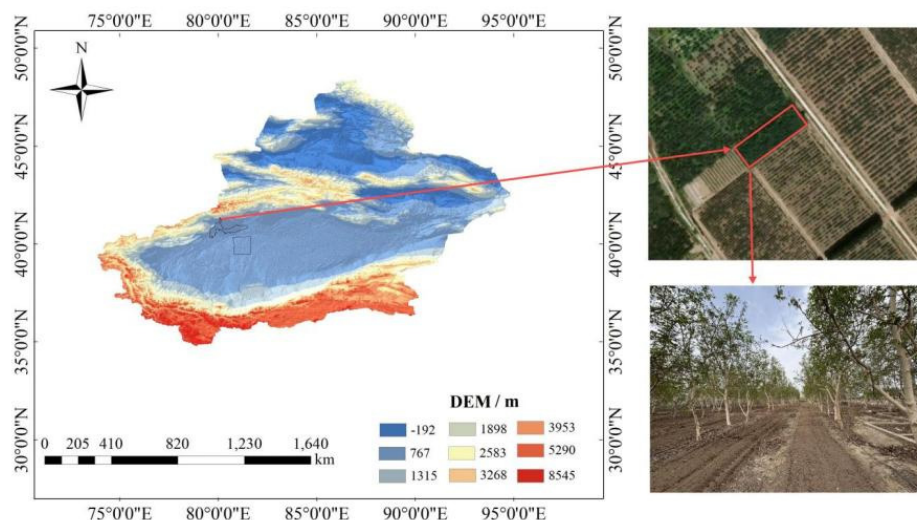 75°0'0"E 80°0'0"E 85°0'0"E 90°0'0"E 95°0'0"E
N
50°0'0"N 50°0'0"N
45°0'0"N 45°0'0"N
40°0'0"N 40°0'0"N
35°0'0"N 35°0'0"N
30°0'0"N 30°0'0"N
DEM / m
-192 1898 3953
767 2583 5290
1315 3268 8545
0 205 410 820 1,230 1,640
km
75°0'0"E 80°0'0"E 85°0'0"E 90°0'0"E 95°0'0"E